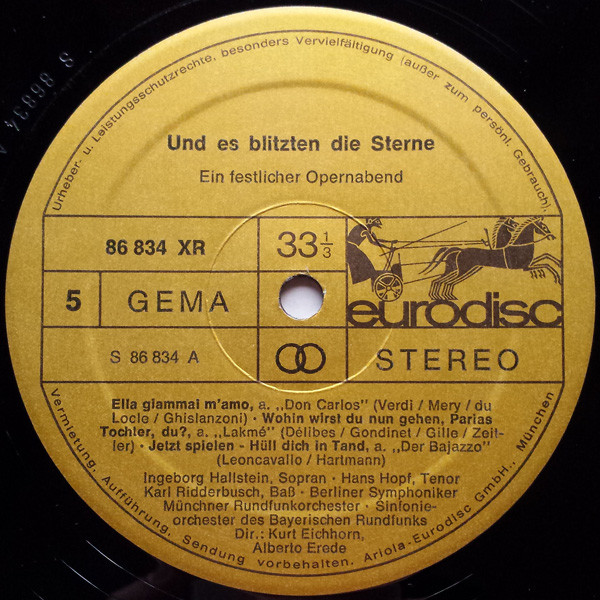 Urheber- u. Leistungsschutzrechte, besonders Vervielfältigung (außer zum persönl. Gebrauch),
S 86834 A
Und es blitzten die Sterne
Ein festlicher Opernabend
86 834 XR
33 1/3
5
GEMA
eurodisc
S 86 834 A
STEREO
Ella giammai m'amo, a. „Don Carlos" (Verdi / Mery / du
Locle / Ghislanzoni) · Wohin wirst du nun gehen, Parias
Tochter, du?, a. „Lakmé" (Délibes / Gondinet / Gille / Zeit-
ler) · Jetzt spielen - Hüll dich in Tand, a. „Der Bajazzo"
(Leoncavallo / Hartmann)
Ingeborg Hallstein, Sopran · Hans Hopf, Tenor
Karl Ridderbusch, Baß · Berliner Symphoniker
Münchner Rundfunkorchester · Sinfonie-
orchester des Bayerischen Rundfunks
Dir.: Kurt Eichhorn,
Alberto Erede
Vermietung, Aufführung, Sendung vorbehalten. Ariola-Eurodisc GmbH., München